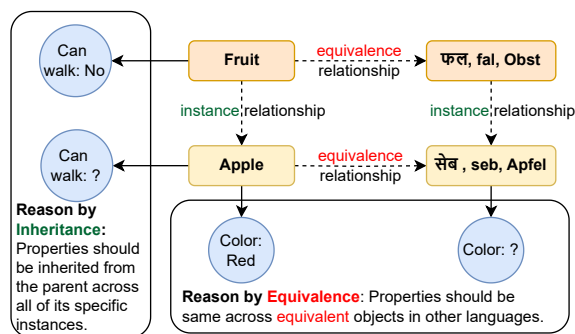 Can
walk: No
Fruit
equivalence
relationship
फल, fal, Obst
instance relationship
instance relationship
Can
walk: ?
Apple
equivalence
relationship
सेब , seb, Apfel
Reason by
Inheritance:
Properties should
be inherited from
the parent across
all of its specific
instances.
Color:
Red
Color: ?
Reason by Equivalence: Properties should be
same across equivalent objects in other languages.